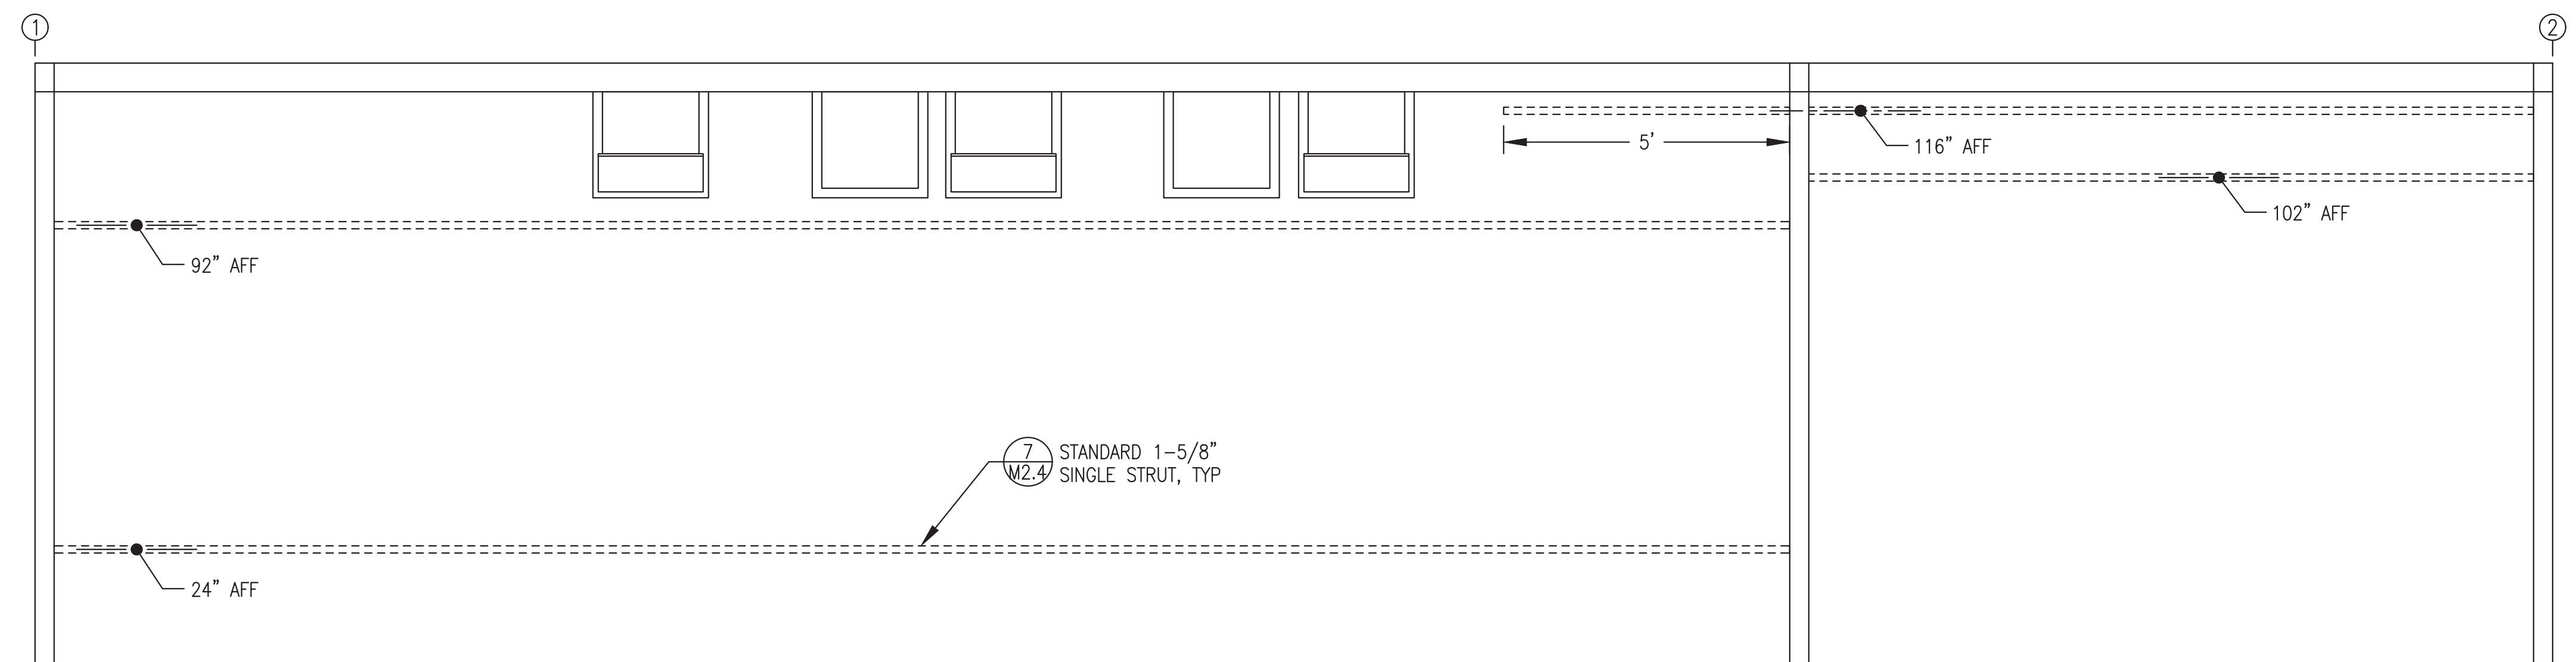 1
2
5’
116” AFF
102” AFF
92” AFF
7
M2.4
STANDARD 1-5/8”
SINGLE STRUT, TYP
24” AFF